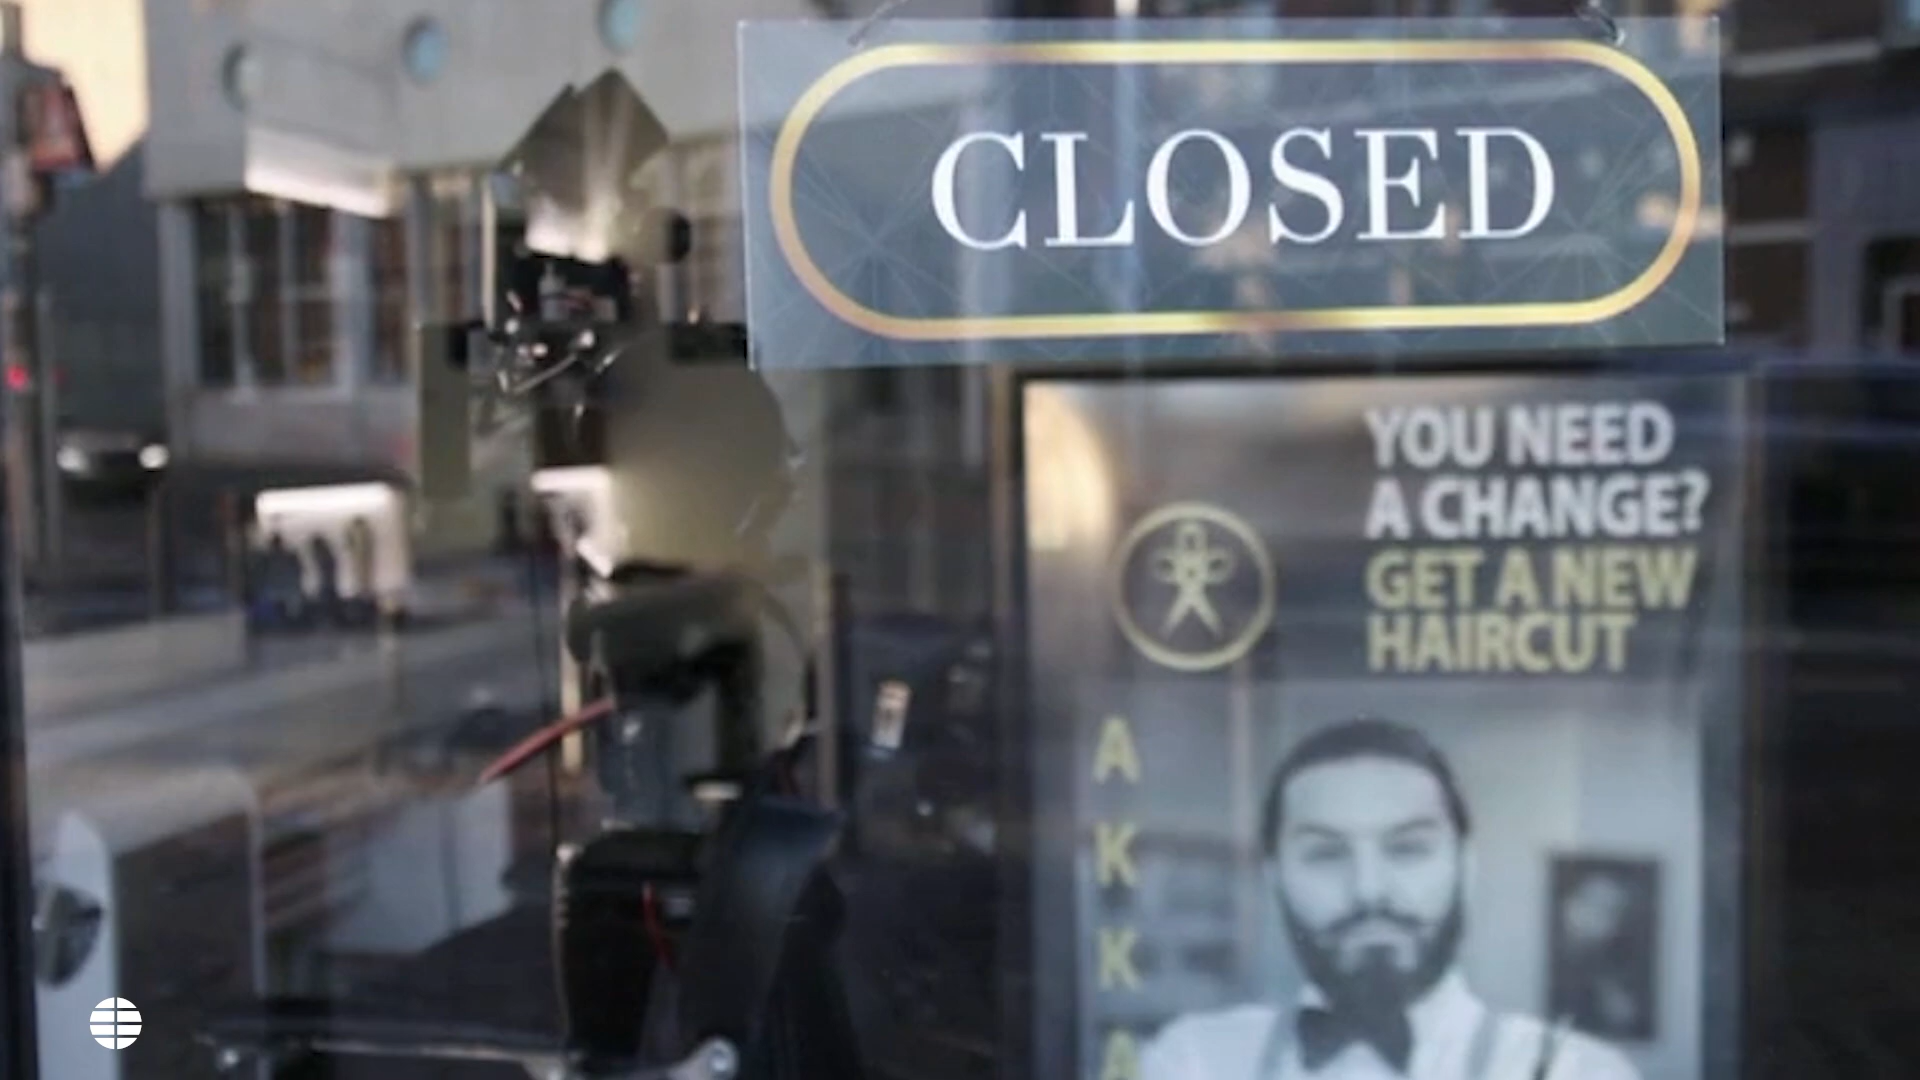 CLOSED
YOU NEED
A CHANGE?
GET A NEW
HAIRCUT
A
K
K
A